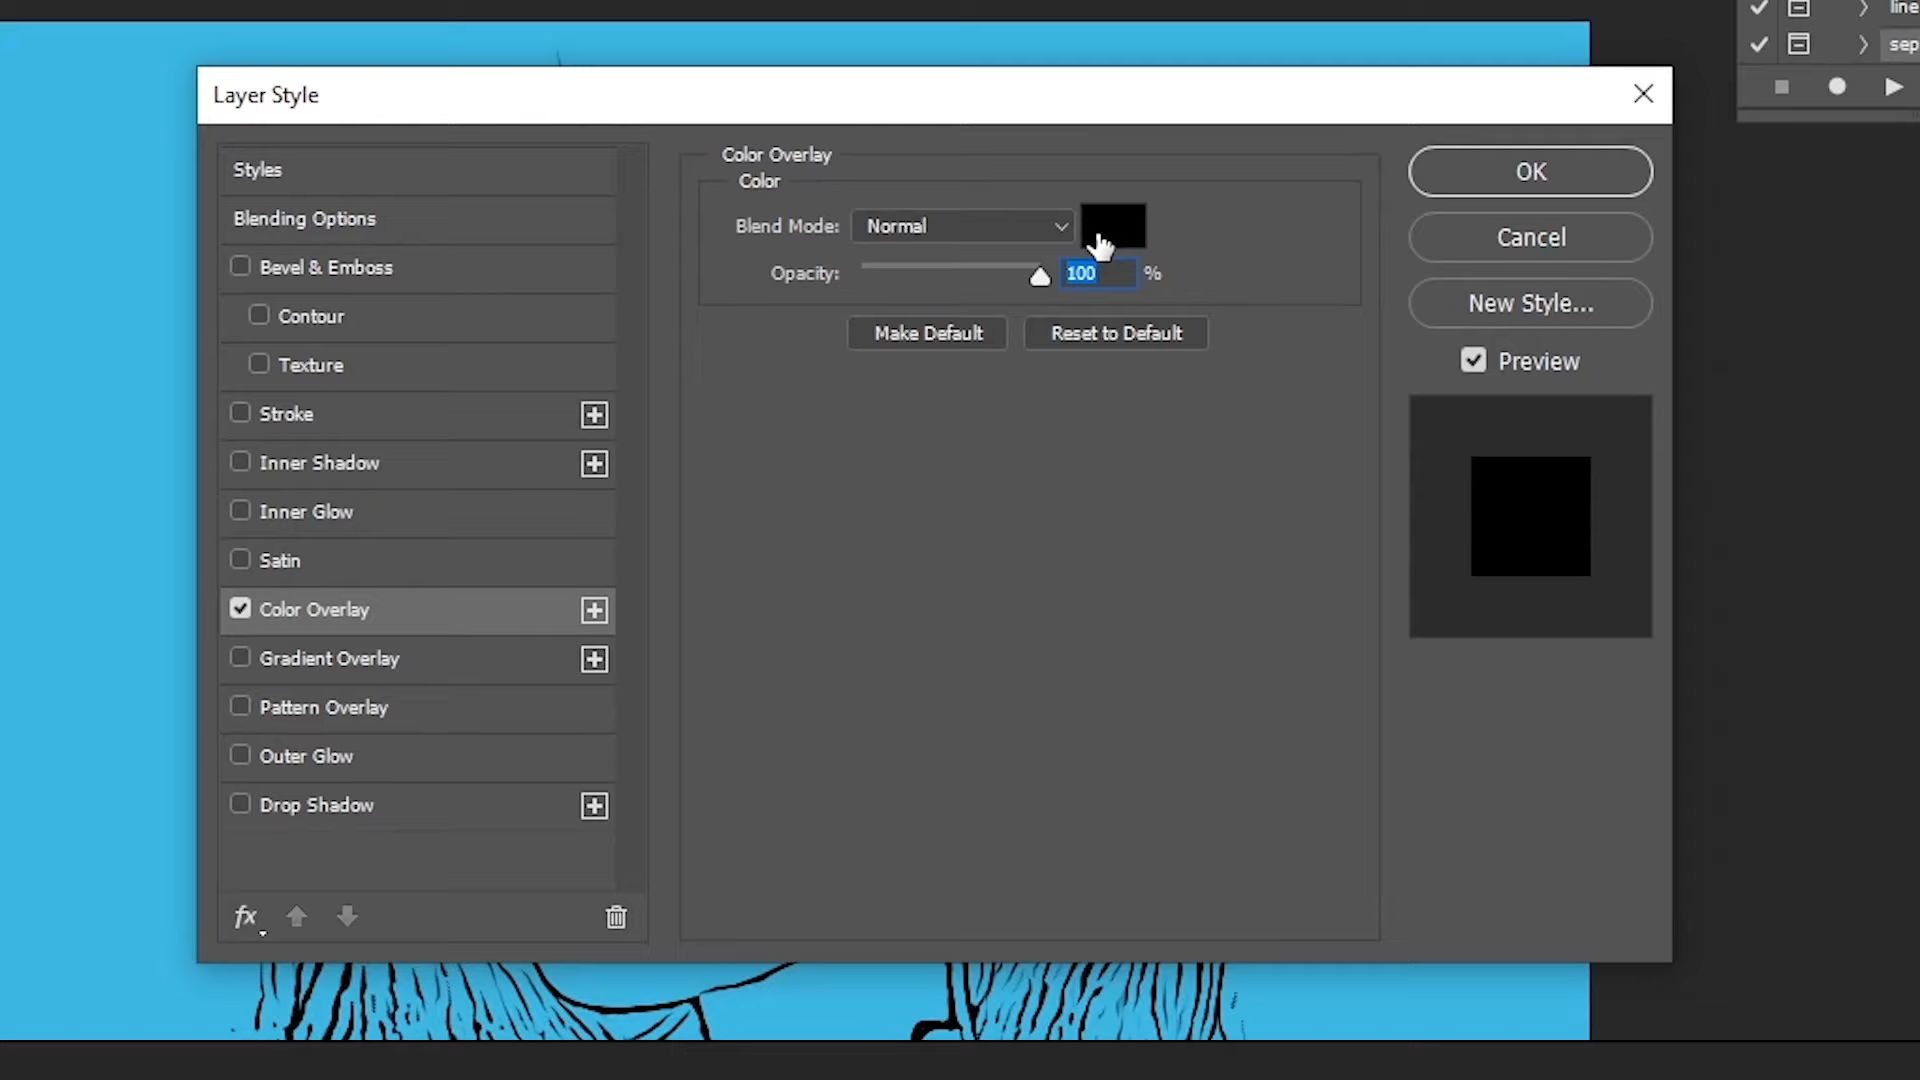 line
sep
Layer Style
Styles
Blending Options
Bevel & Emboss
Contour
Texture
Stroke
Inner Shadow
Inner Glow
Satin
Color Overlay
Gradient Overlay
Pattern Overlay
Outer Glow
Drop Shadow
fx
Color Overlay
Color
Blend Mode: Normal
Opacity: 100 %
Make Default Reset to Default
OK
Cancel
New Style...
Preview